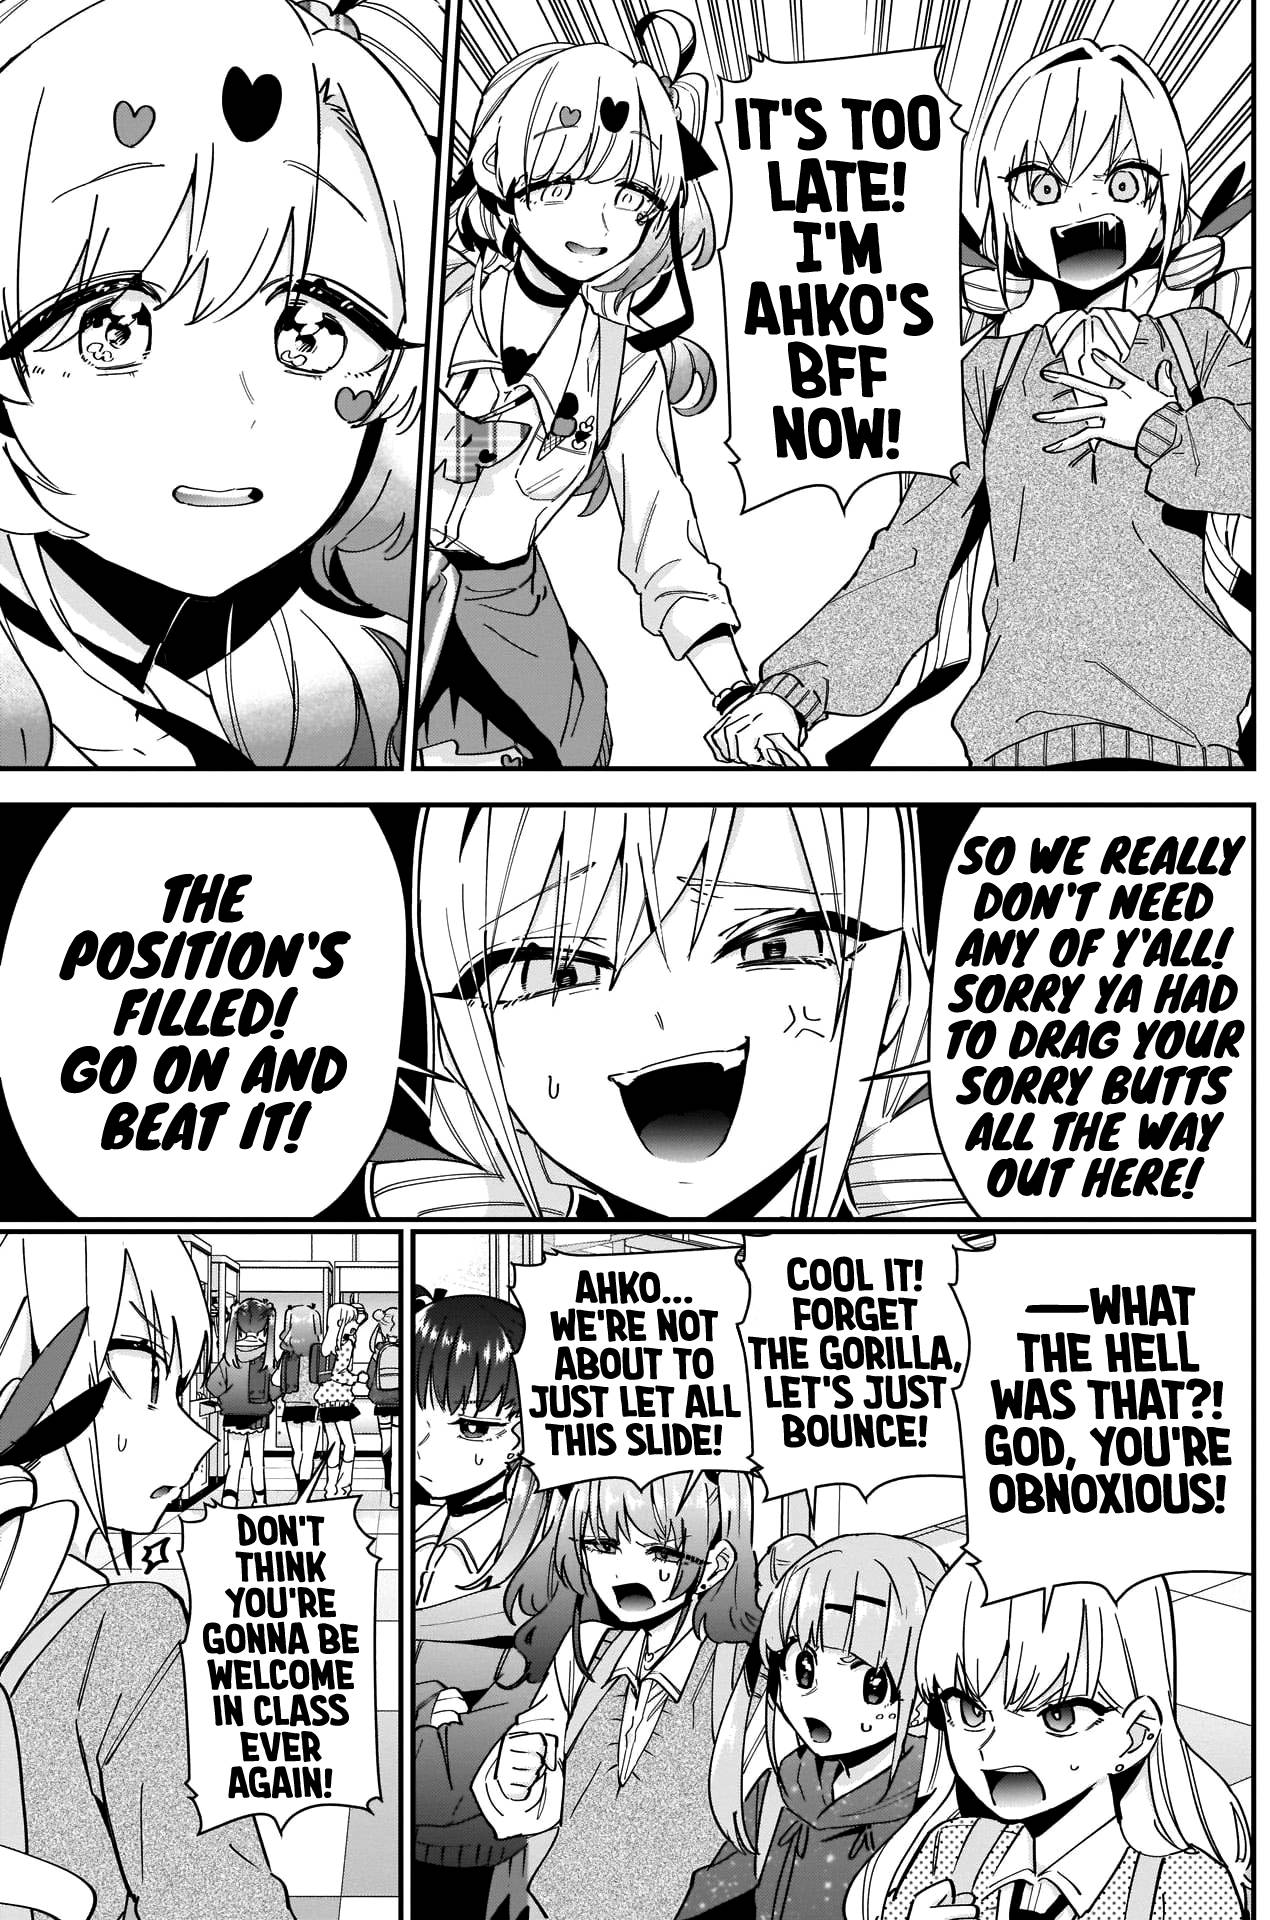 IT'S TOO
LATE!
I'M
AHKO'S
BFF
NOW!
SO WE REALLY
DON'T NEED
ANY OF Y'ALL!
SORRY YA HAD
TO DRAG YOUR
SORRY BUTTS
ALL THE WAY
OUT HERE!
THE
POSITION'S
FILLED!
GO ON AND
BEAT IT!
—WHAT
THE HELL
WAS THAT?!
GOD, YOU'RE
OBNOXIOUS!
COOL IT!
FORGET
THE GORILLA,
LET'S JUST
BOUNCE!
AHKO...
WE'RE NOT
ABOUT TO
JUST LET ALL
THIS SLIDE!
DON'T
THINK
YOU'RE
GONNA BE
WELCOME
IN CLASS
EVER
AGAIN!